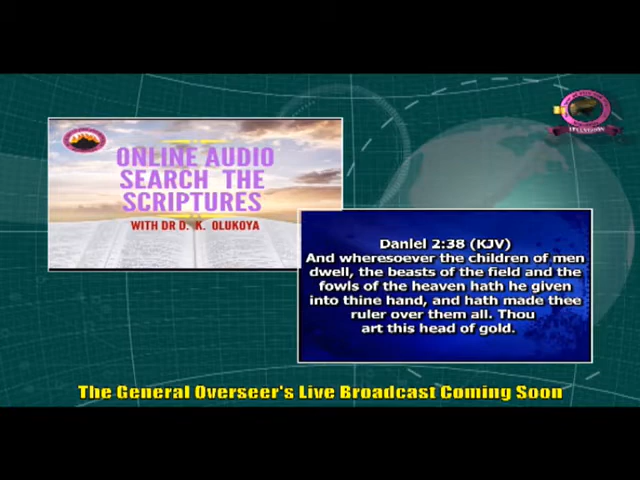 ONLINE AUDIO
SEARCH THE
SCRIPTURES
WITH DR D. K. OLUKOYA
Daniel 2:38 (KJV)
And wheresoever the children of men
dwell, the beasts of the field and the
fowls of the heaven hath he given
into thine hand, and hath made thee
ruler over them all. Thou
art this head of gold.
The General Overseer's Live Broadcast Coming Soon